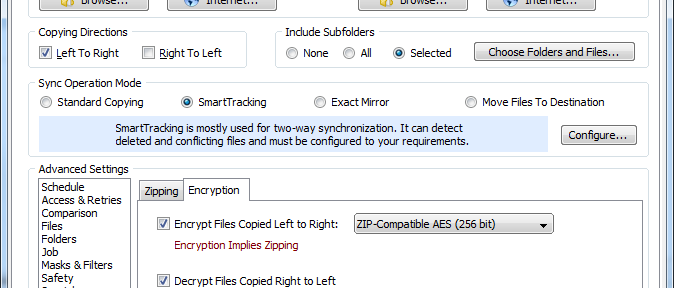 Browse... Internet... Browse... Internet...
Copying Directions
Left To Right Right To Left
Include Subfolders
None All Selected Choose Folders and Files...
Sync Operation Mode
Standard Copying SmartTracking Exact Mirror Move Files To Destination
SmartTracking is mostly used for two-way synchronization. It can detect
deleted and conflicting files and must be configured to your requirements.
Configure...
Advanced Settings
Schedule
Access & Retries
Comparison
Files
Folders
Job
Masks & Filters
Safety
Zipping Encryption
Encrypt Files Copied Left to Right: ZIP-Compatible AES (256 bit)
Encryption Implies Zipping
Decrypt Files Copied Right to Left